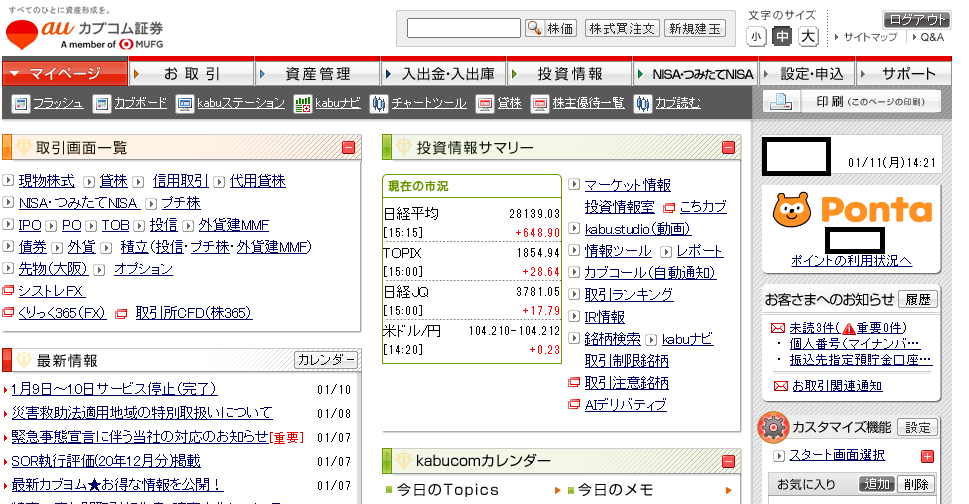 すべてのひとに資産形成を。
au カブコム証券
A member of MUFG
株価 株式買注文 新規建玉
文字のサイズ
小 中 大
ログアウト
サイトマップ Q&A
マイページ お取引 資産管理 入出金・入出庫 投資情報 NISA・つみたてNISA 設定・申込 サポート
フラッシュ カブボード kabuステーション kabuナビ チャートツール 貸株 株主優待一覧 カブ読む
印刷 (このページの印刷)
取引画面一覧
現物株式 貸株 信用取引 代用貸株
NISA・つみたてNISA プチ株
IPO PO TOB 投信 外貨建MMF
債券 外貨 積立(投信・プチ株・外貨建MMF)
先物(大阪) オプション
シストレFX
くりっく365(FX) 取引所CFD(株365)
最新情報 カレンダー
1月9日~10日サービス停止(完了) 01/10
災害救助法適用地域の特別取扱いについて 01/08
緊急事態宣言に伴う当社の対応のお知らせ[重要] 01/07
SOR執行評価(20年12月分)掲載 01/07
最新カブコム★お得な情報を公開! 01/07
投資情報サマリー
現在の市況
日経平均 28139.03
[15:15] +648.90
TOPIX 1854.94
[15:00] +28.64
日経JQ 3781.05
[15:00] +17.79
米ドル/円 104.210-104.212
[14:20] +0.23
マーケット情報
投資情報室 こちカブ
kabu.studio(動画)
情報ツール レポート
カブコール(自動通知)
取引ランキング
IR情報
銘柄検索 kabuナビ
取引制限銘柄
取引注意銘柄
AIデリバティブ
kabucomカレンダー
今日のTopics 今日のメモ
01/11(月)14:21
Ponta
ポイントの利用状況へ
お客さまへのお知らせ 履歴
未読3件(重要0件)
・個人番号(マイナンバ…
・振込先指定預貯金口座…
お取引関連通知
カスタマイズ機能 設定
スタート画面選択
お気に入り 追加 削除